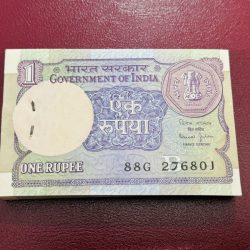 1 भारत सरकार
GOVERNMENT OF INDIA
एक
रुपया
ONE RUPEE
88G 276801